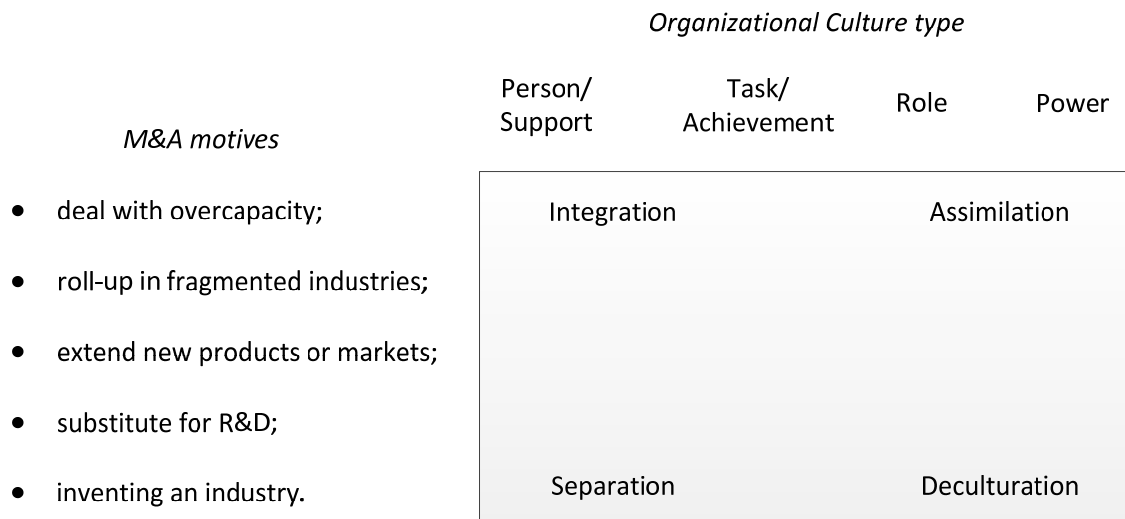 Organizational Culture type
Person/
Support
Task/
Achievement
Role
Power
M&A motives
• deal with overcapacity;
Integration
Assimilation
• roll-up in fragmented industries;
• extend new products or markets;
• substitute for R&D;
• inventing an industry.
Separation
Deculturation